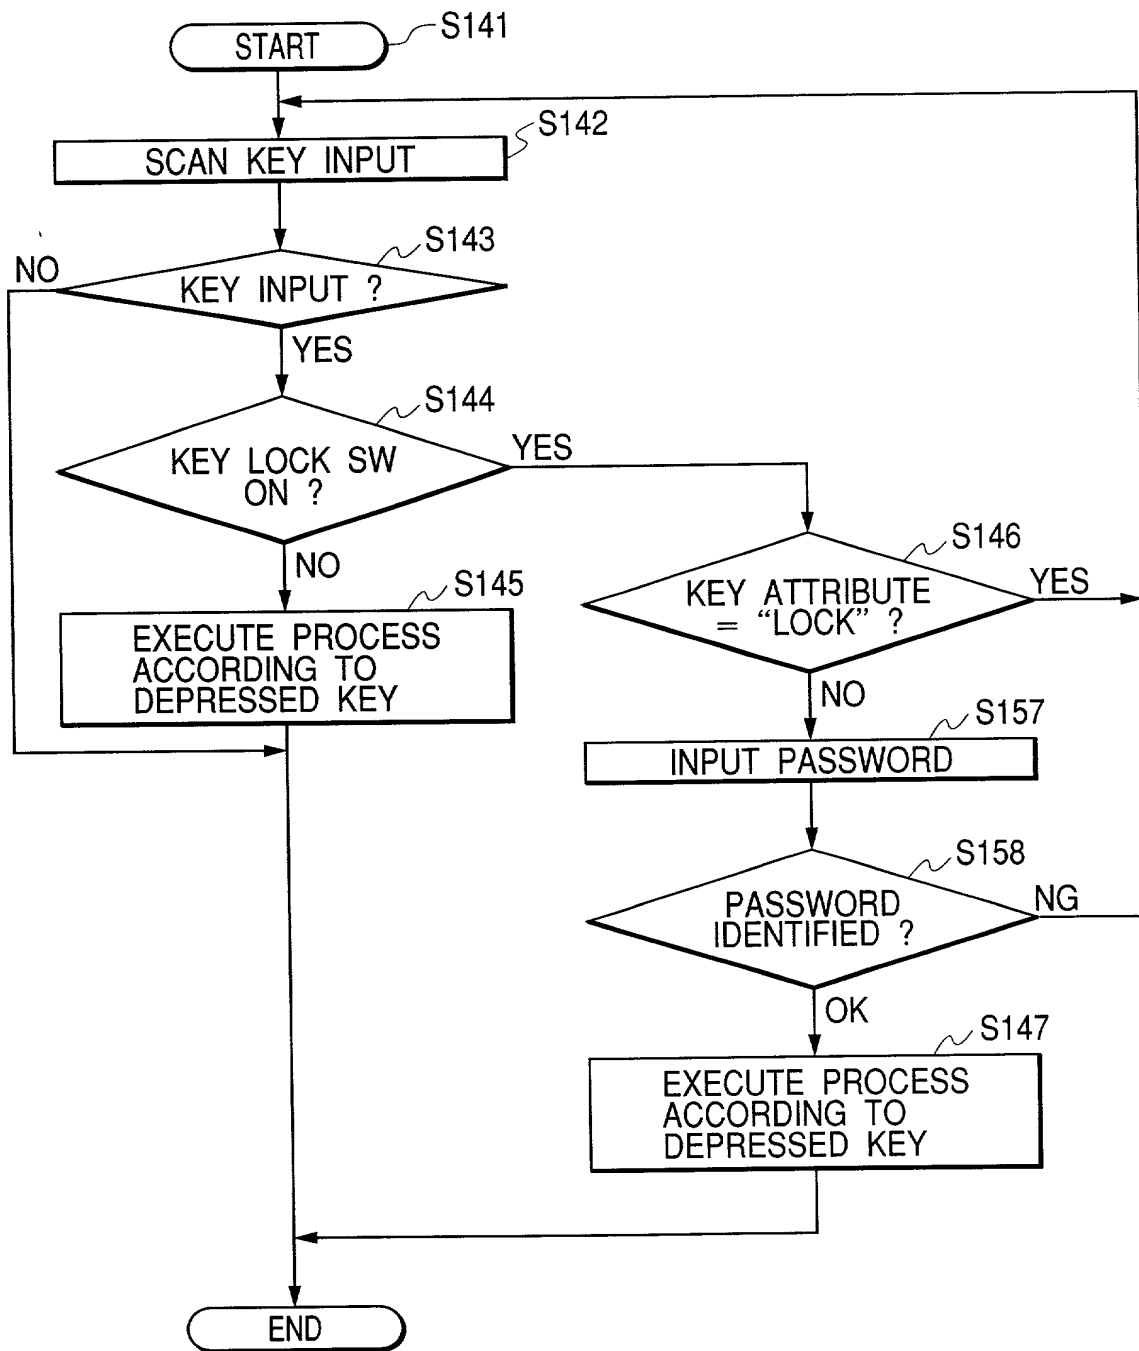 START
S141
SCAN KEY INPUT
S142
KEY INPUT ?
S143
NO
YES
KEY LOCK SW
ON ?
S144
YES
NO
EXECUTE PROCESS
ACCORDING TO
DEPRESSED KEY
S145
KEY ATTRIBUTE
= “LOCK” ?
S146
YES
NO
INPUT PASSWORD
S157
PASSWORD
IDENTIFIED ?
S158
NG
OK
EXECUTE PROCESS
ACCORDING TO
DEPRESSED KEY
S147
END